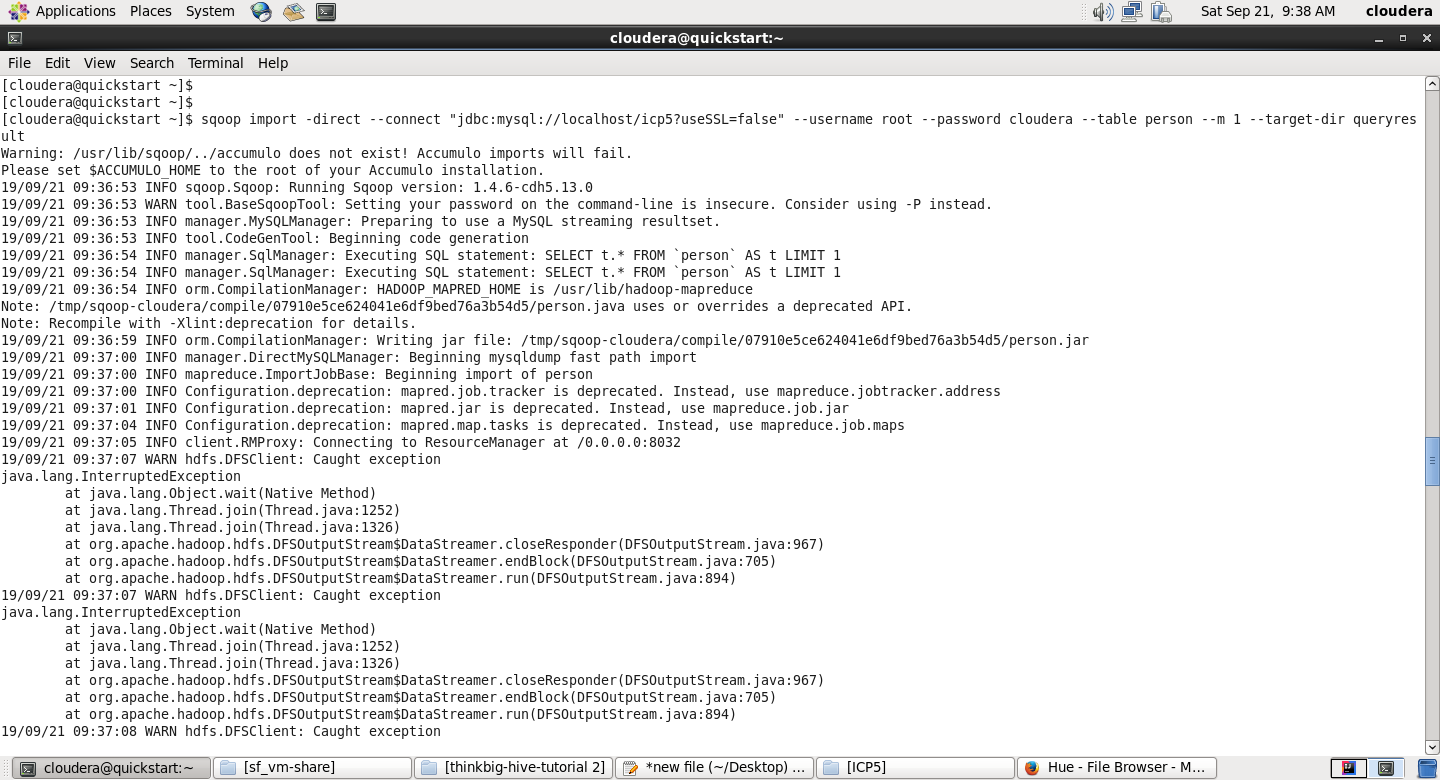 Applications Places System Sat Sep 21, 9:38 AM cloudera
cloudera@quickstart:~
File Edit View Search Terminal Help
[cloudera@quickstart ~]$
[cloudera@quickstart ~]$
[cloudera@quickstart ~]$ sqoop import -direct --connect "jdbc:mysql://localhost/icp5?useSSL=false" --username root --password cloudera --table person --m 1 --target-dir queryres
ult
Warning: /usr/lib/sqoop/../accumulo does not exist! Accumulo imports will fail.
Please set $ACCUMULO_HOME to the root of your Accumulo installation.
19/09/21 09:36:53 INFO sqoop.Sqoop: Running Sqoop version: 1.4.6-cdh5.13.0
19/09/21 09:36:53 WARN tool.BaseSqoopTool: Setting your password on the command-line is insecure. Consider using -P instead.
19/09/21 09:36:53 INFO manager.MySQLManager: Preparing to use a MySQL streaming resultset.
19/09/21 09:36:53 INFO tool.CodeGenTool: Beginning code generation
19/09/21 09:36:54 INFO manager.SqlManager: Executing SQL statement: SELECT t.* FROM `person` AS t LIMIT 1
19/09/21 09:36:54 INFO manager.SqlManager: Executing SQL statement: SELECT t.* FROM `person` AS t LIMIT 1
19/09/21 09:36:54 INFO orm.CompilationManager: HADOOP_MAPRED_HOME is /usr/lib/hadoop-mapreduce
Note: /tmp/sqoop-cloudera/compile/07910e5ce624041e6df9bed76a3b54d5/person.java uses or overrides a deprecated API.
Note: Recompile with -Xlint:deprecation for details.
19/09/21 09:36:59 INFO orm.CompilationManager: Writing jar file: /tmp/sqoop-cloudera/compile/07910e5ce624041e6df9bed76a3b54d5/person.jar
19/09/21 09:37:00 INFO manager.DirectMySQLManager: Beginning mysqldump fast path import
19/09/21 09:37:00 INFO mapreduce.ImportJobBase: Beginning import of person
19/09/21 09:37:00 INFO Configuration.deprecation: mapred.job.tracker is deprecated. Instead, use mapreduce.jobtracker.address
19/09/21 09:37:01 INFO Configuration.deprecation: mapred.jar is deprecated. Instead, use mapreduce.job.jar
19/09/21 09:37:04 INFO Configuration.deprecation: mapred.map.tasks is deprecated. Instead, use mapreduce.job.maps
19/09/21 09:37:05 INFO client.RMProxy: Connecting to ResourceManager at /0.0.0.0:8032
19/09/21 09:37:07 WARN hdfs.DFSClient: Caught exception
java.lang.InterruptedException
at java.lang.Object.wait(Native Method)
at java.lang.Thread.join(Thread.java:1252)
at java.lang.Thread.join(Thread.java:1326)
at org.apache.hadoop.hdfs.DFSOutputStream$DataStreamer.closeResponder(DFSOutputStream.java:967)
at org.apache.hadoop.hdfs.DFSOutputStream$DataStreamer.endBlock(DFSOutputStream.java:705)
at org.apache.hadoop.hdfs.DFSOutputStream$DataStreamer.run(DFSOutputStream.java:894)
19/09/21 09:37:07 WARN hdfs.DFSClient: Caught exception
java.lang.InterruptedException
at java.lang.Object.wait(Native Method)
at java.lang.Thread.join(Thread.java:1252)
at java.lang.Thread.join(Thread.java:1326)
at org.apache.hadoop.hdfs.DFSOutputStream$DataStreamer.closeResponder(DFSOutputStream.java:967)
at org.apache.hadoop.hdfs.DFSOutputStream$DataStreamer.endBlock(DFSOutputStream.java:705)
at org.apache.hadoop.hdfs.DFSOutputStream$DataStreamer.run(DFSOutputStream.java:894)
19/09/21 09:37:08 WARN hdfs.DFSClient: Caught exception
cloudera@quickstart:~ [sf_vm-share] [thinkbig-hive-tutorial 2] *new file (~/Desktop) ... [ICP5] Hue - File Browser - M...